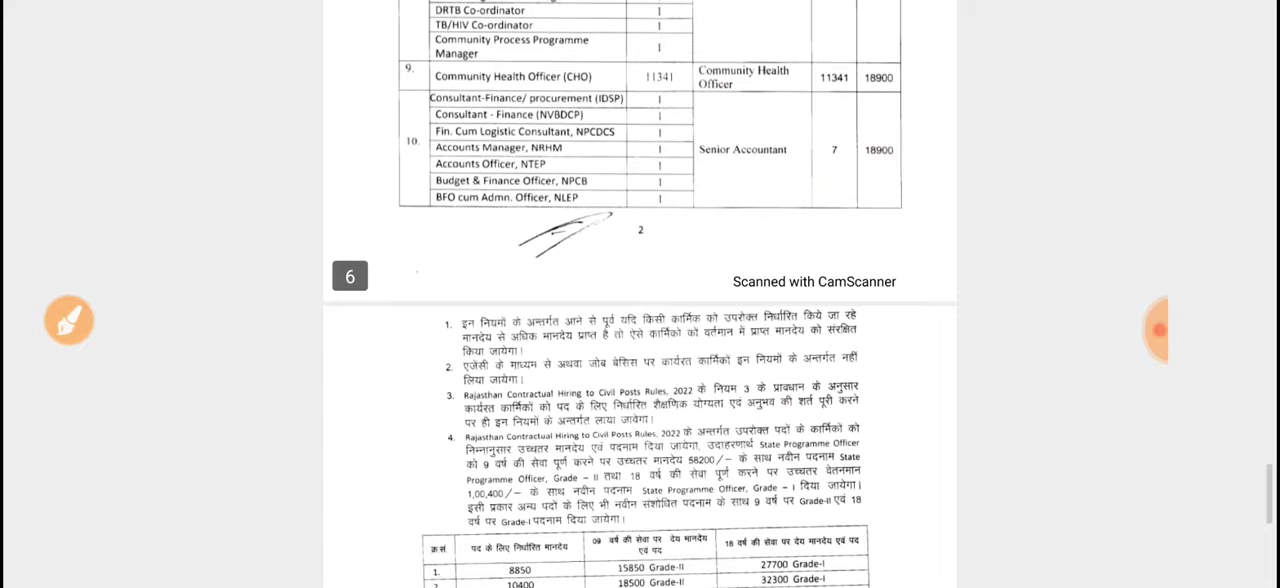 DRTB Co-ordinator 1
TB/HIV Co-ordinator 1
Community Process Programme Manager 1
9. Community Health Officer (CHO) 11341 Community Health Officer 11341 18900
10. Consultant-Finance/ procurement (IDSP) 1
Consultant - Finance (NVBDCP) 1
Fin. Cum Logistic Consultant, NPCDCS 1
Accounts Manager, NRHM 1 Senior Accountant 7 18900
Accounts Officer, NTEP 1
Budget & Finance Officer, NPCB 1
BFO cum Admn. Officer, NLEP 1
2
6
Scanned with CamScanner
1. इन नियमों के अन्तर्गत आने से पूर्व यदि किसी कार्मिक को उपरोक्त निर्धारित किये जा रहे
मानदेय से अधिक मानदेय प्राप्त है तो ऐसे कार्मिको कों वर्तमान में प्राप्त मानदेय को संरक्षित
किया जायेगा।
2. एजेंसी के माध्यम से अथवा जोब बेसिस पर कार्यरत कार्मिकों इन नियमों के अन्तर्गत नहीं
लिया जायेगा।
3. Rajasthan Contractual Hiring to Civil Posts Rules, 2022 के नियम 3 के प्रावधान के अनुसार
कार्यरत कार्मिकों को पद के लिए निर्धारित शैक्षणिक योग्यता एवं अनुभव की शर्त पूरी करने
पर ही इन नियमों के अन्तर्गत लाया जावेगा।
4. Rajasthan Contractual Hiring to Civil Posts Rules, 2022 के अन्तर्गत उपरोक्त पदों के कार्मिकों को
निम्नानुसार उच्चतर मानदेय एवं पदनाम दिया जायेगा, उदाहरणार्थ State Programme Officer
को 9 वर्ष की सेवा पूर्ण करने पर उच्चतर मानदेय 58200/- के साथ नवीन पदनाम State
Programme Officer, Grade – II तथा 18 वर्ष की सेवा पूर्ण करने पर उच्चतर वेतनमान
1,00,400/- के साथ नवीन पदनाम State Programme Officer, Grade – I दिया जायेगा।
इसी प्रकार अन्य पदों के लिए भी नवीन संशोधित पदनाम के साथ 9 वर्ष पर Grade-II एवं 18
वर्ष पर Grade-I पदनाम दिया जायेगा।
क्र.सं पद के लिए निर्धारित मानदेय 09 वर्ष की सेवा पर देय मानदेय एवं पद 18 वर्ष की सेवा पर देय मानदेय एवं पद
1. 8850 15850 Grade-II 27700 Grade-I
10400 18500 Grade-II 32300 Grade-I